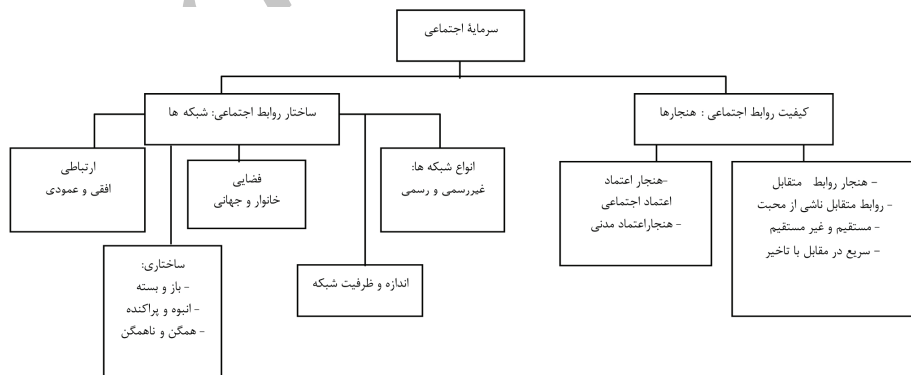 سرمایۀ اجتماعی
کیفیت روابط اجتماعی : هنجارها
ساختار روابط اجتماعی: شبکه ها
- هنجار روابط متقابل
- روابط متقابل ناشی از محبت
- مستقیم و غیر مستقیم
- سریع در مقابل با تاخیر
-هنجار اعتماد
اعتماد اجتماعی
- هنجاراعتماد مدنی
انواع شبکه ها:
غیررسمی و رسمی
اندازه و ظرفیت شبکه
فضایی
خانوار و جهانی
ساختاری:
- باز و بسته
- انبوه و پراکنده
- همگن و ناهمگن
ارتباطی
افقی و عمودی